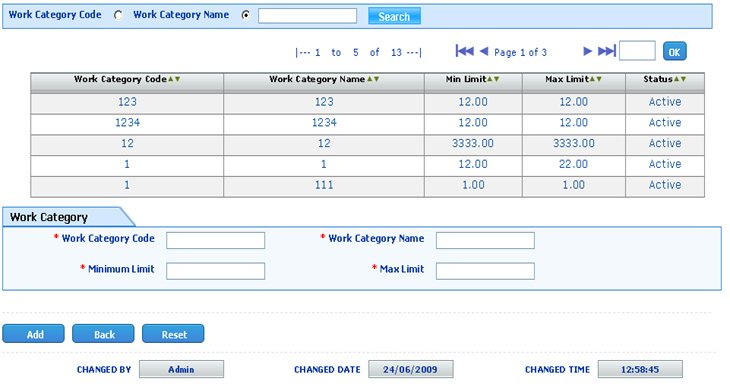 Work Category Code Work Category Name Search
|--- 1 to 5 of 13 ---| Page 1 of 3 OK
Work Category Code Work Category Name Min Limit Max Limit Status
123 123 12.00 12.00 Active
1234 1234 12.00 12.00 Active
12 12 3333.00 3333.00 Active
1 1 12.00 22.00 Active
1 111 1.00 1.00 Active
Work Category
* Work Category Code * Work Category Name
* Minimum Limit * Max Limit
Add Back Reset
CHANGED BY Admin CHANGED DATE 24/06/2009 CHANGED TIME 12:58:45